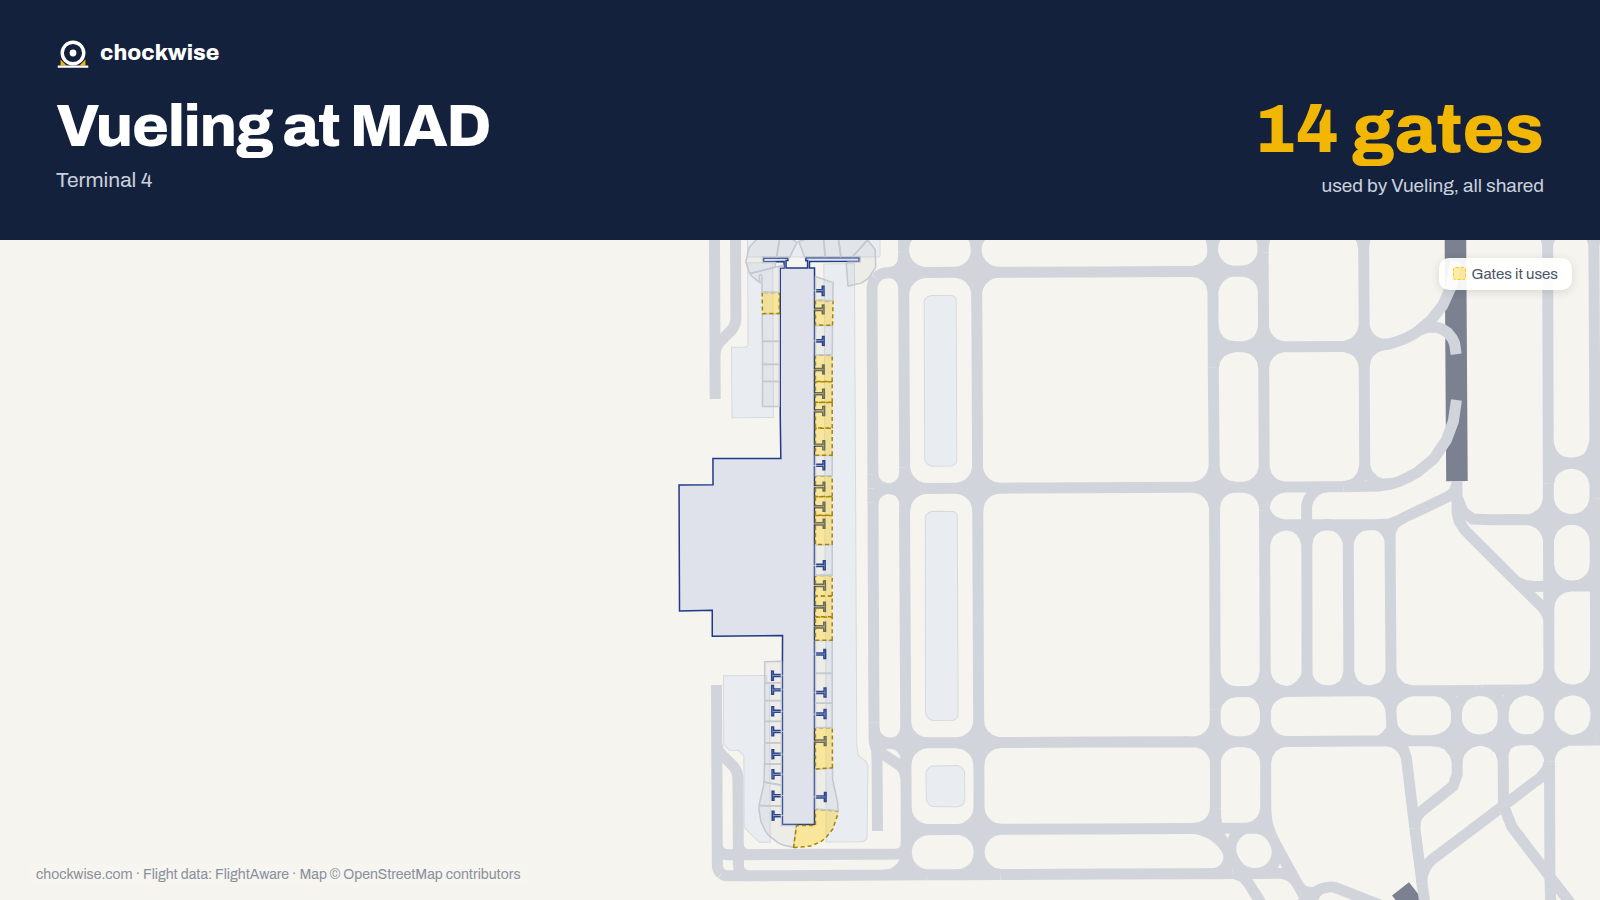 chockwise
Vueling at MAD
Terminal 4
14 gates
used by Vueling, all shared
Gates it uses
chockwise.com · Flight data: FlightAware · Map © OpenStreetMap contributors